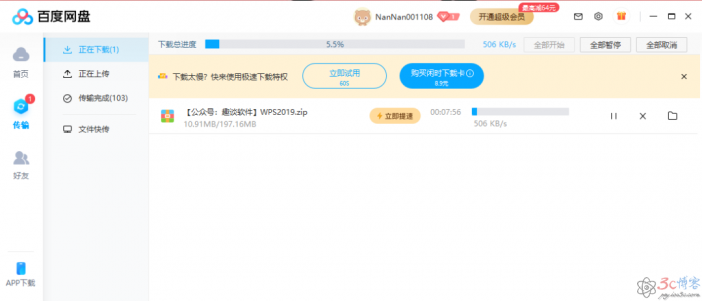 百度网盘
NanNan001108
开通超级会员
最高减64元
首页
传输
1
好友
APP下载
正在下载(1)
正在上传
传输完成(103)
文件快传
下载总进度
5.5%
506 KB/s
全部开始
全部暂停
全部取消
下载太慢？快来使用极速下载特权
立即试用
60S
购买闲时下载卡
【公众号：趣谈软件】WPS2019.zip
10.91MB/197.16MB
立即提速
00:07:56
506 KB/s
3c博客